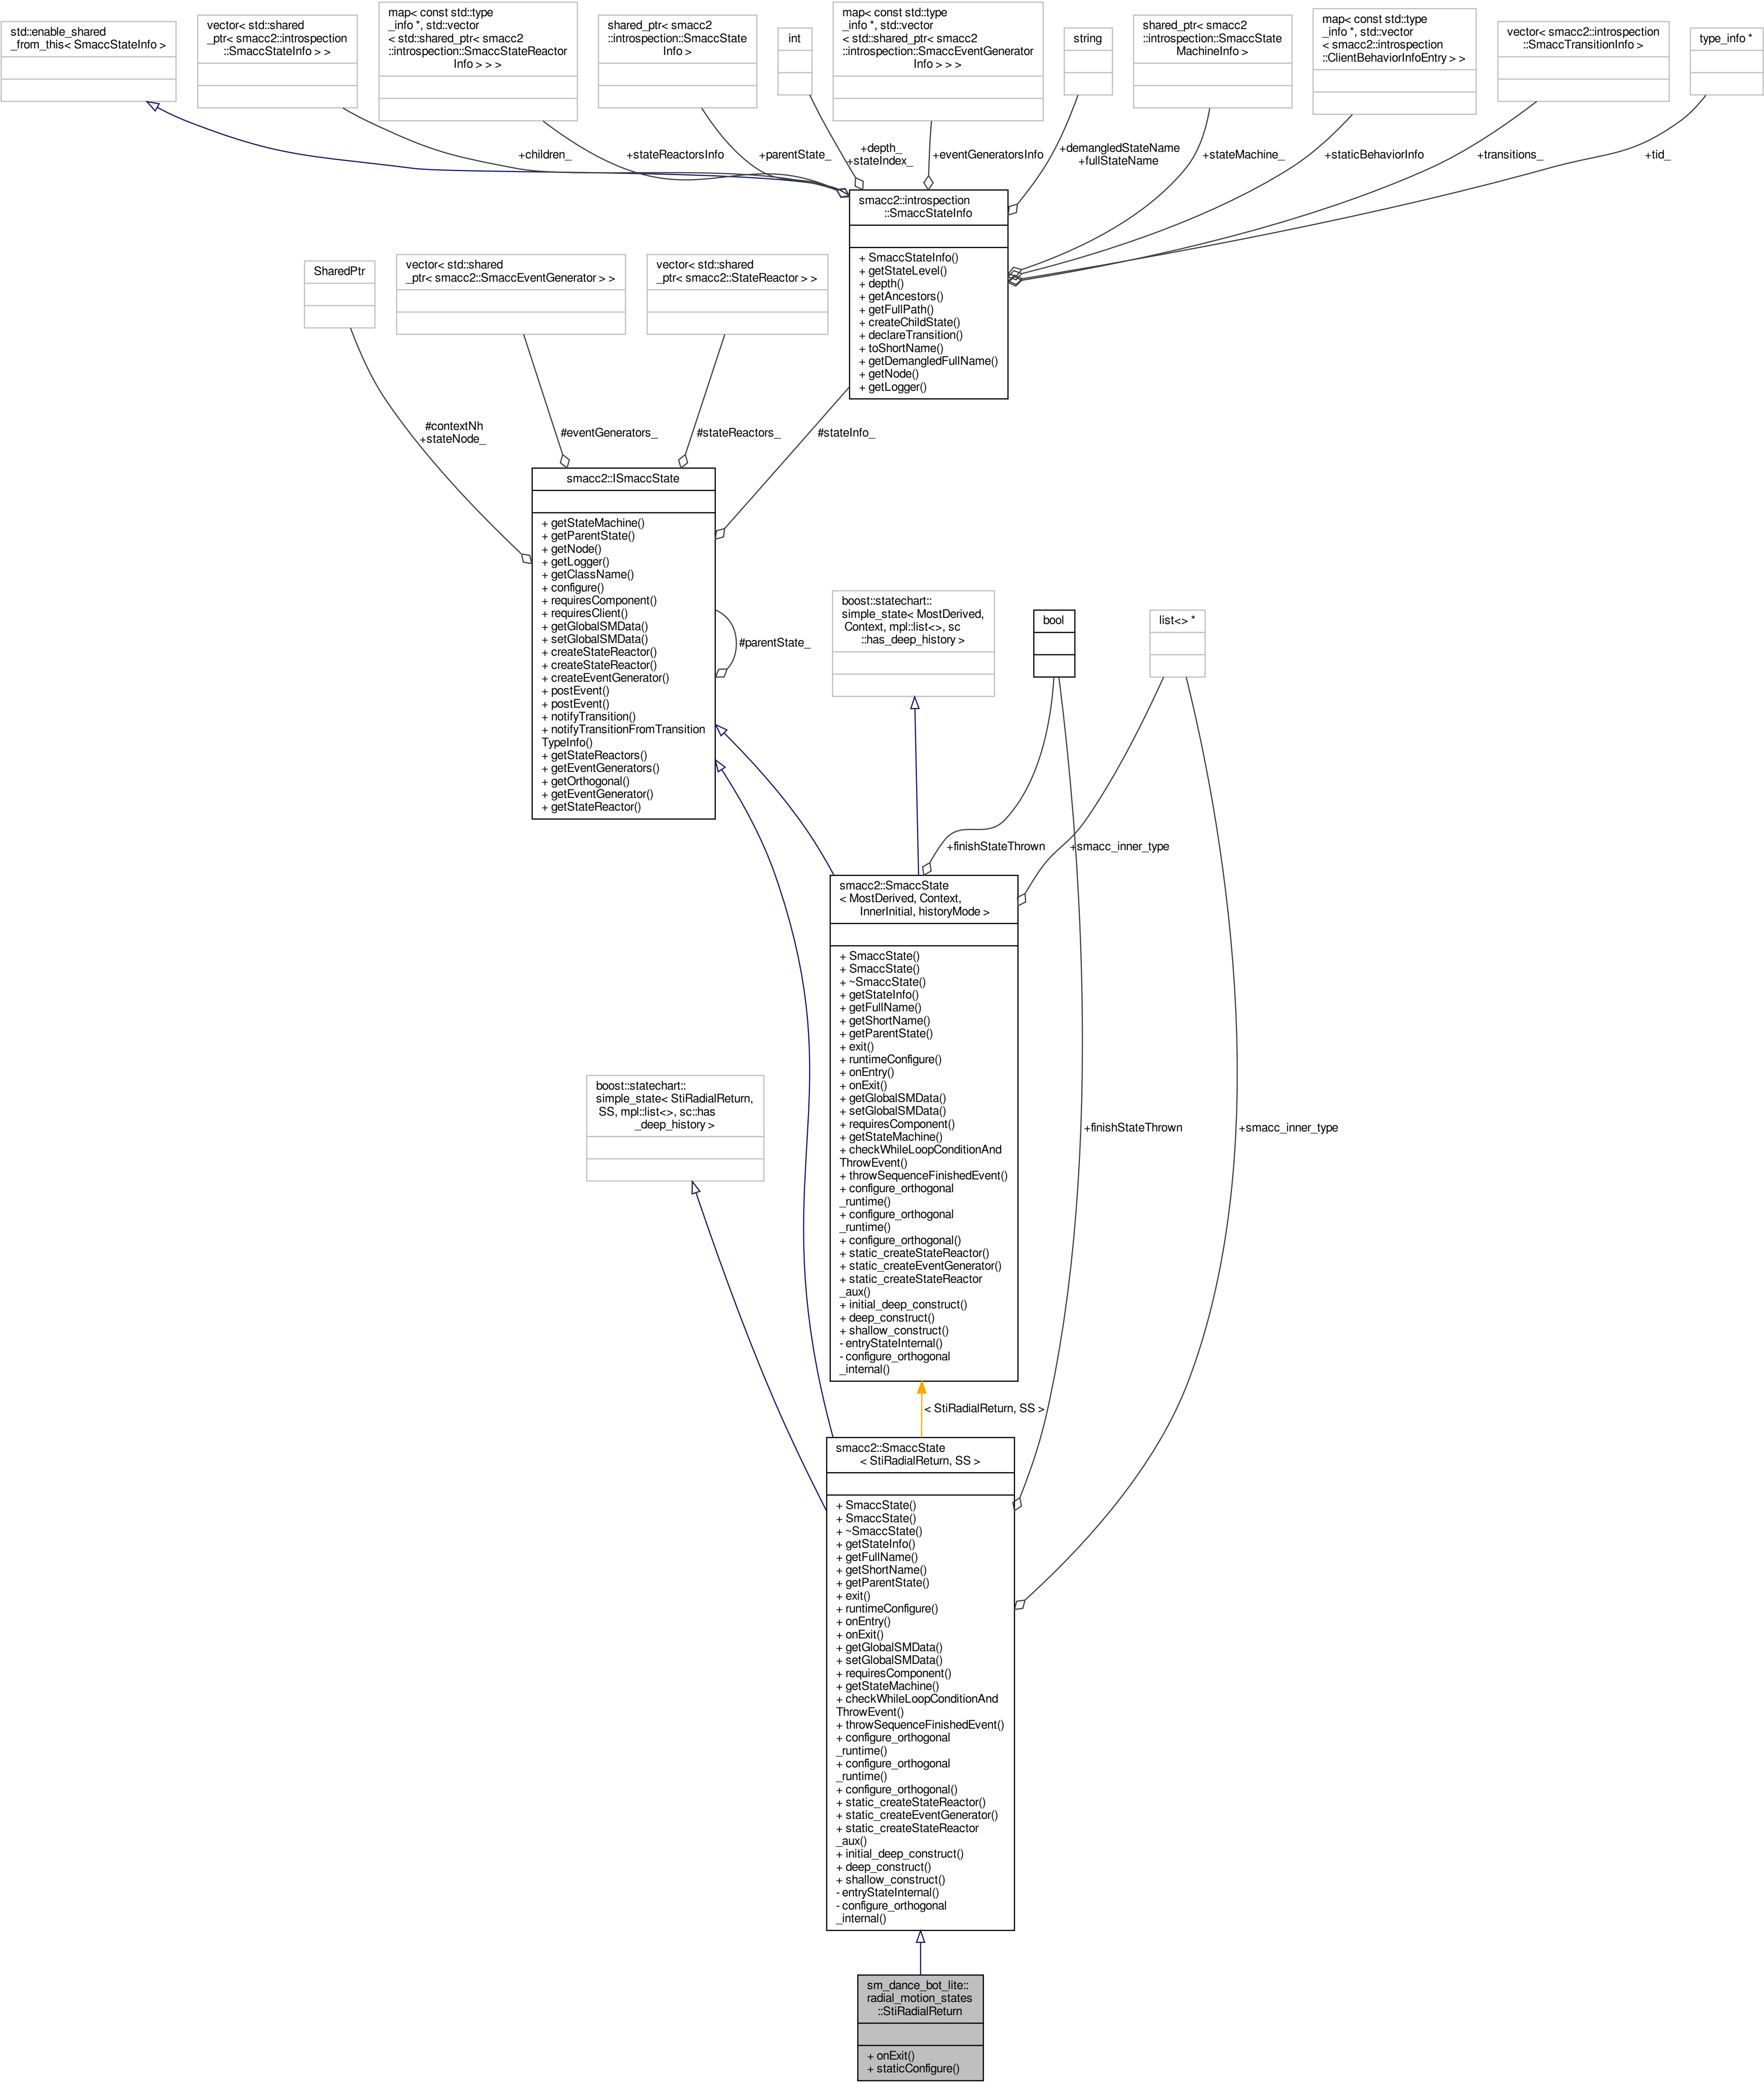 std::enable_shared
_from_this< SmaccStateInfo >
vector< std::shared
_ptr< smacc2::introspection
::SmaccStateInfo > >
map< const std::type
_info *, std::vector
< std::shared_ptr< smacc2
::introspection::SmaccStateReactor
Info > > >
shared_ptr< smacc2
::introspection::SmaccState
Info >
int
map< const std::type
_info *, std::vector
< std::shared_ptr< smacc2
::introspection::SmaccEventGenerator
Info > > >
string
shared_ptr< smacc2
::introspection::SmaccState
MachineInfo >
map< const std::type
_info *, std::vector
< smacc2::introspection
::ClientBehaviorInfoEntry > >
vector< smacc2::introspection
::SmaccTransitionInfo >
type_info *
+children_
+stateReactorsInfo
+parentState_
+depth_
+stateIndex_
+eventGeneratorsInfo
+demangledStateName
+fullStateName
+stateMachine_
+staticBehaviorInfo
+transitions_
+tid_
smacc2::introspection
::SmaccStateInfo
+ SmaccStateInfo()
+ getStateLevel()
+ depth()
+ getAncestors()
+ getFullPath()
+ createChildState()
+ declareTransition()
+ toShortName()
+ getDemangledFullName()
+ getNode()
+ getLogger()
SharedPtr
vector< std::shared
_ptr< smacc2::SmaccEventGenerator > >
vector< std::shared
_ptr< smacc2::StateReactor > >
#contextNh
+stateNode_
#eventGenerators_
#stateReactors_
#stateInfo_
smacc2::ISmaccState
+ getStateMachine()
+ getParentState()
+ getNode()
+ getLogger()
+ getClassName()
+ configure()
+ requiresComponent()
+ requiresClient()
+ getGlobalSMData()
+ setGlobalSMData()
+ createStateReactor()
+ createStateReactor()
+ createEventGenerator()
+ postEvent()
+ postEvent()
+ notifyTransition()
+ notifyTransitionFromTransition
TypeInfo()
+ getStateReactors()
+ getEventGenerators()
+ getOrthogonal()
+ getEventGenerator()
+ getStateReactor()
#parentState_
boost::statechart::
simple_state< MostDerived,
Context, mpl::list<>, sc
::has_deep_history >
bool
list<> *
+finishStateThrown
+smacc_inner_type
smacc2::SmaccState
< MostDerived, Context,
InnerInitial, historyMode >
+ SmaccState()
+ SmaccState()
+ ~SmaccState()
+ getStateInfo()
+ getFullName()
+ getShortName()
+ getParentState()
+ exit()
+ runtimeConfigure()
+ onEntry()
+ onExit()
+ getGlobalSMData()
+ setGlobalSMData()
+ requiresComponent()
+ getStateMachine()
+ checkWhileLoopConditionAnd
ThrowEvent()
+ throwSequenceFinishedEvent()
+ configure_orthogonal
_runtime()
+ configure_orthogonal
_runtime()
+ configure_orthogonal()
+ static_createStateReactor()
+ static_createEventGenerator()
+ static_createStateReactor
_aux()
+ initial_deep_construct()
+ deep_construct()
+ shallow_construct()
- entryStateInternal()
- configure_orthogonal
_internal()
boost::statechart::
simple_state< StiRadialReturn,
SS, mpl::list<>, sc::has
_deep_history >
+finishStateThrown
+smacc_inner_type
< StiRadialReturn, SS >
smacc2::SmaccState
< StiRadialReturn, SS >
+ SmaccState()
+ SmaccState()
+ ~SmaccState()
+ getStateInfo()
+ getFullName()
+ getShortName()
+ getParentState()
+ exit()
+ runtimeConfigure()
+ onEntry()
+ onExit()
+ getGlobalSMData()
+ setGlobalSMData()
+ requiresComponent()
+ getStateMachine()
+ checkWhileLoopConditionAnd
ThrowEvent()
+ throwSequenceFinishedEvent()
+ configure_orthogonal
_runtime()
+ configure_orthogonal
_runtime()
+ configure_orthogonal()
+ static_createStateReactor()
+ static_createEventGenerator()
+ static_createStateReactor
_aux()
+ initial_deep_construct()
+ deep_construct()
+ shallow_construct()
- entryStateInternal()
- configure_orthogonal
_internal()
sm_dance_bot_lite::
radial_motion_states
::StiRadialReturn
+ onExit()
+ staticConfigure()